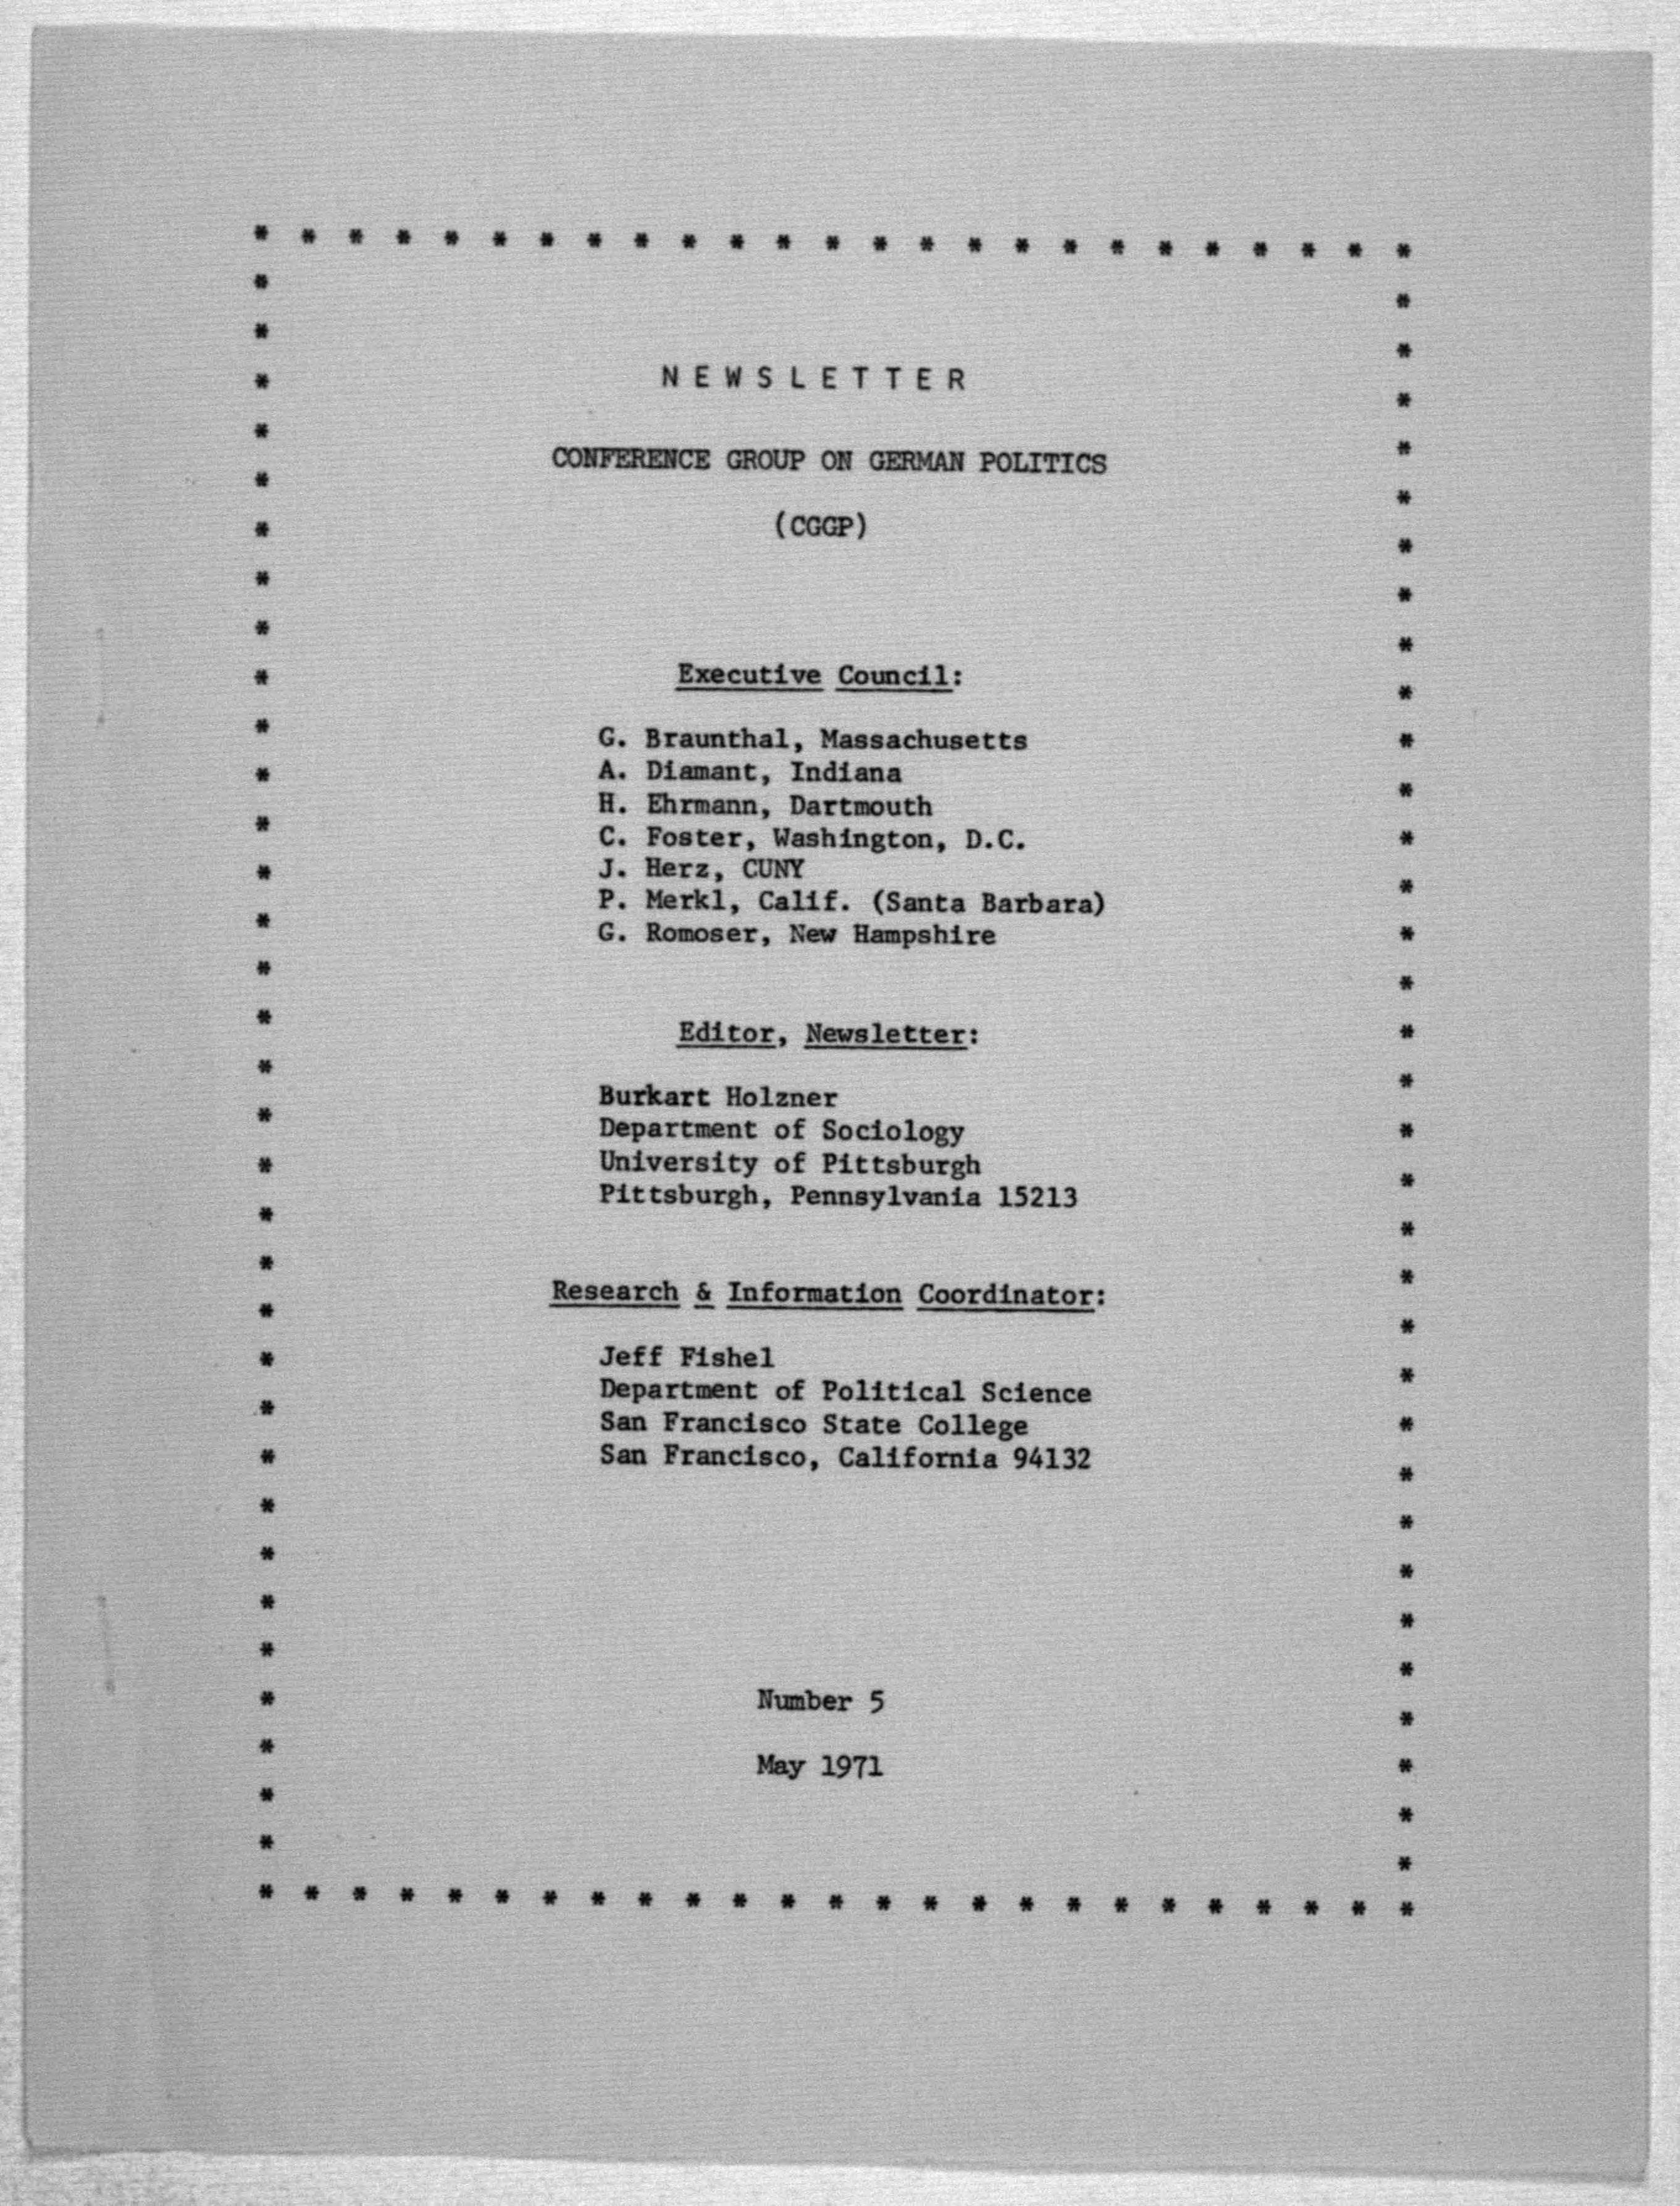 NEWSLETTER
CONFERENCE GROUP ON GERMAN POLITICS
(CGGP)
Executive Council:
G. Braunthal, Massachusetts
A. Diamant, Indiana
H. Ehrmann, Dartmouth
C. Foster, Washington, D.C.
J. Herz, CUNY
P. Merkl, Calif. (Santa Barbara)
G. Romoser, New Hampshire
Editor, Newsletter:
Burkart Holzner
Department of Sociology
University of Pittsburgh
Pittsburgh, Pennsylvania 15213
Research & Information Coordinator:
Jeff Fishel
Department of Political Science
San Francisco State College
San Francisco, California 94132
Number 5
May 1971